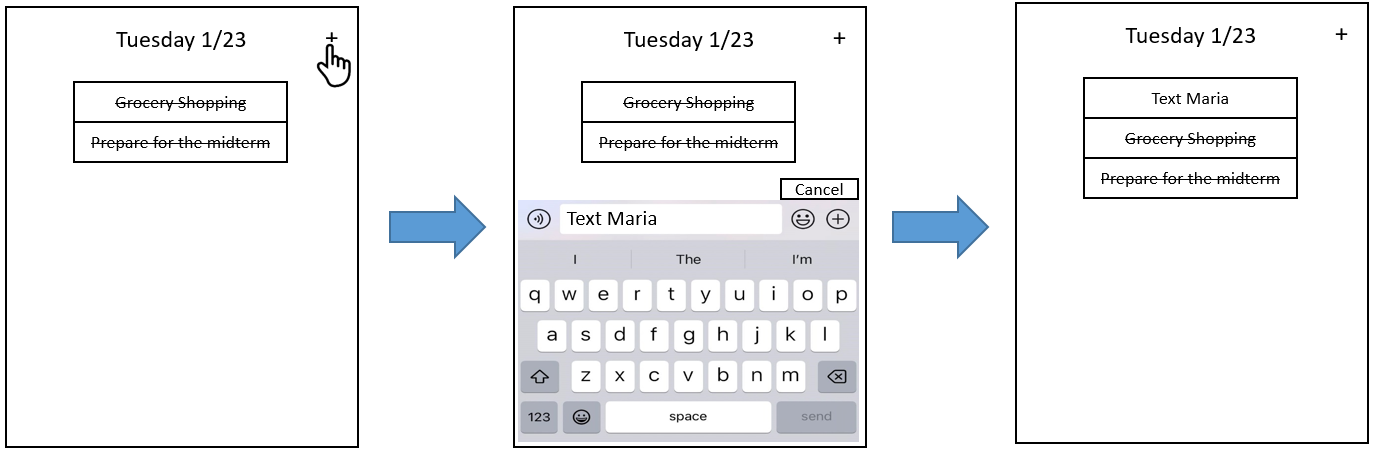 Tuesday 1/23
+
Grocery Shopping
Prepare for the midterm
Tuesday 1/23
+
Grocery Shopping
Prepare for the midterm
Cancel
Text Maria
I The I'm
q w e r t y u i o p
a s d f g h j k l
z x c v b n m
123 space send
Tuesday 1/23
+
Text Maria
Grocery Shopping
Prepare for the midterm